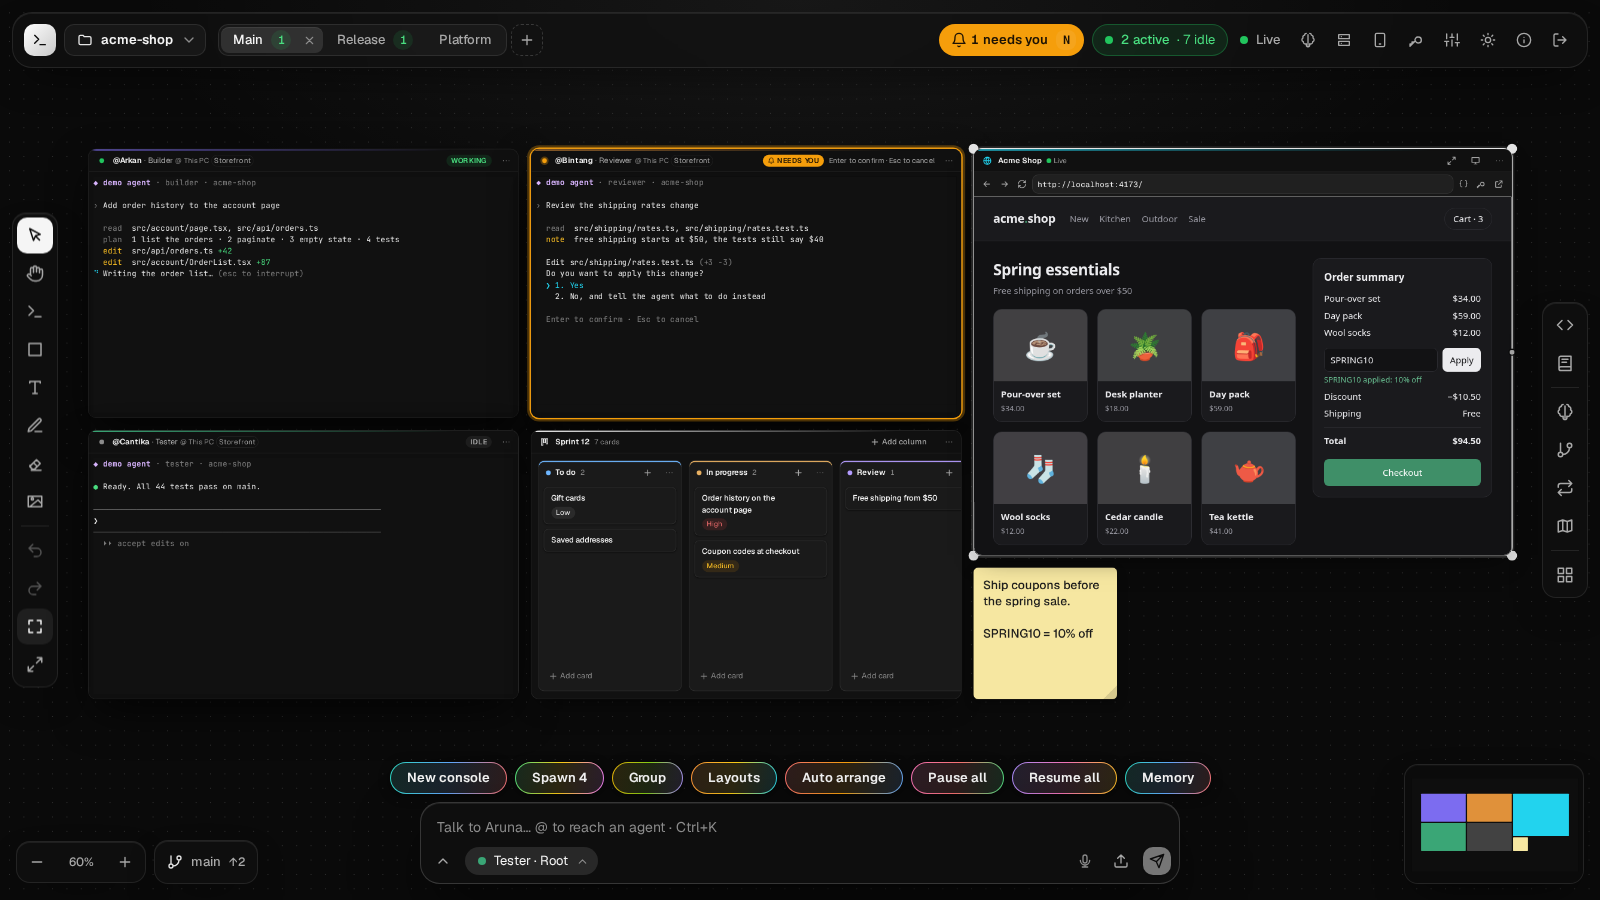 acme-shop
Main 1
Release 1
Platform
1 needs you N
2 active · 7 idle
Live
@Arkan · Builder @ This PC Storefront
WORKING
demo agent · builder · acme-shop
› Add order history to the account page
read src/account/page.tsx, src/api/orders.ts
plan 1 list the orders · 2 paginate · 3 empty state · 4 tests
edit src/api/orders.ts +42
edit src/account/OrderList.tsx +87
Writing the order list… (esc to interrupt)
@Bintang · Reviewer @ This PC Storefront
NEEDS YOU
Enter to confirm · Esc to cancel
demo agent · reviewer · acme-shop
› Review the shipping rates change
read src/shipping/rates.ts, src/shipping/rates.test.ts
note free shipping starts at $50, the tests still say $40
Edit src/shipping/rates.test.ts (+3 -3)
Do you want to apply this change?
❯ 1. Yes
2. No, and tell the agent what to do instead
Enter to confirm · Esc to cancel
Acme Shop Live
http://localhost:4173/
acme.shop
New Kitchen Outdoor Sale
Cart · 3
Spring essentials
Free shipping on orders over $50
Pour-over set
$34.00
Desk planter
$18.00
Day pack
$59.00
Wool socks
$12.00
Cedar candle
$22.00
Tea kettle
$41.00
Order summary
Pour-over set $34.00
Day pack $59.00
Wool socks $12.00
SPRING10 Apply
SPRING10 applied: 10% off
Discount −$10.50
Shipping Free
Total $94.50
Checkout
@Cantika · Tester @ This PC Storefront
IDLE
demo agent · tester · acme-shop
Ready. All 44 tests pass on main.
❯
accept edits on
Sprint 12 7 cards
Add column
To do 2
Gift cards
Low
Saved addresses
Add card
In progress 2
Order history on the
account page
High
Coupon codes at checkout
Medium
Add card
Review 1
Free shipping from $50
Add card
Ship coupons before
the spring sale.
SPRING10 = 10% off
New console
Spawn 4
Group
Layouts
Auto arrange
Pause all
Resume all
Memory
Talk to Aruna... @ to reach an agent · Ctrl+K
Tester · Root
60%
main ↑2